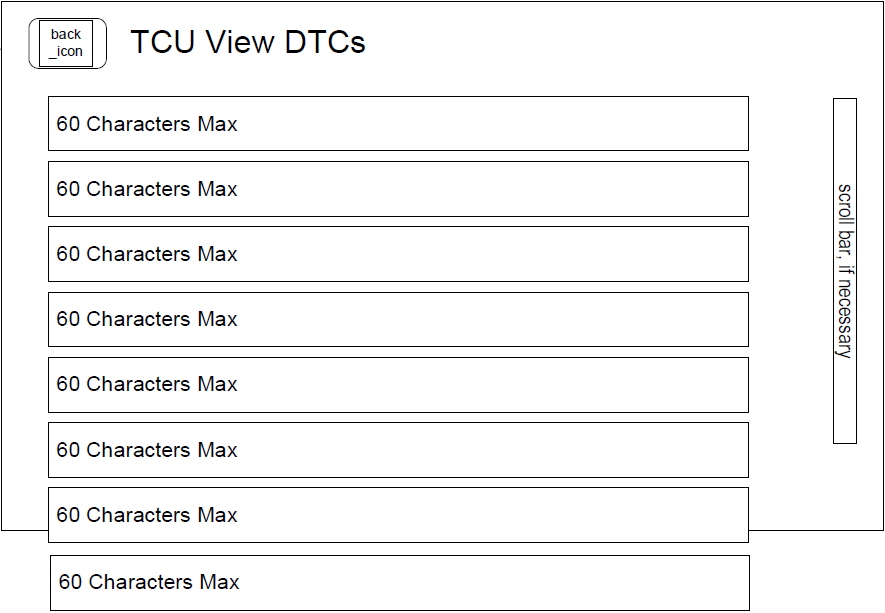 back
_icon
TCU View DTCs
60 Characters Max
60 Characters Max
60 Characters Max
60 Characters Max
60 Characters Max
60 Characters Max
60 Characters Max
60 Characters Max
scroll bar, if necessary